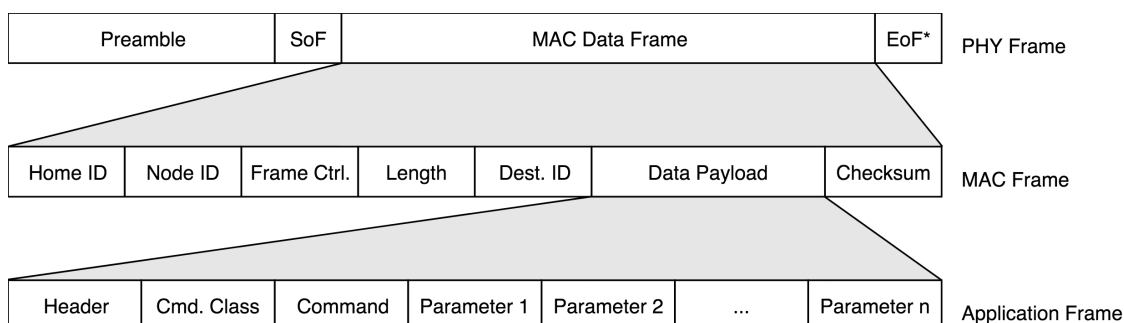 Preamble SoF MAC Data Frame EoF* PHY Frame
Home ID Node ID Frame Ctrl. Length Dest. ID Data Payload Checksum MAC Frame
Header Cmd. Class Command Parameter 1 Parameter 2 ... Parameter n Application Frame